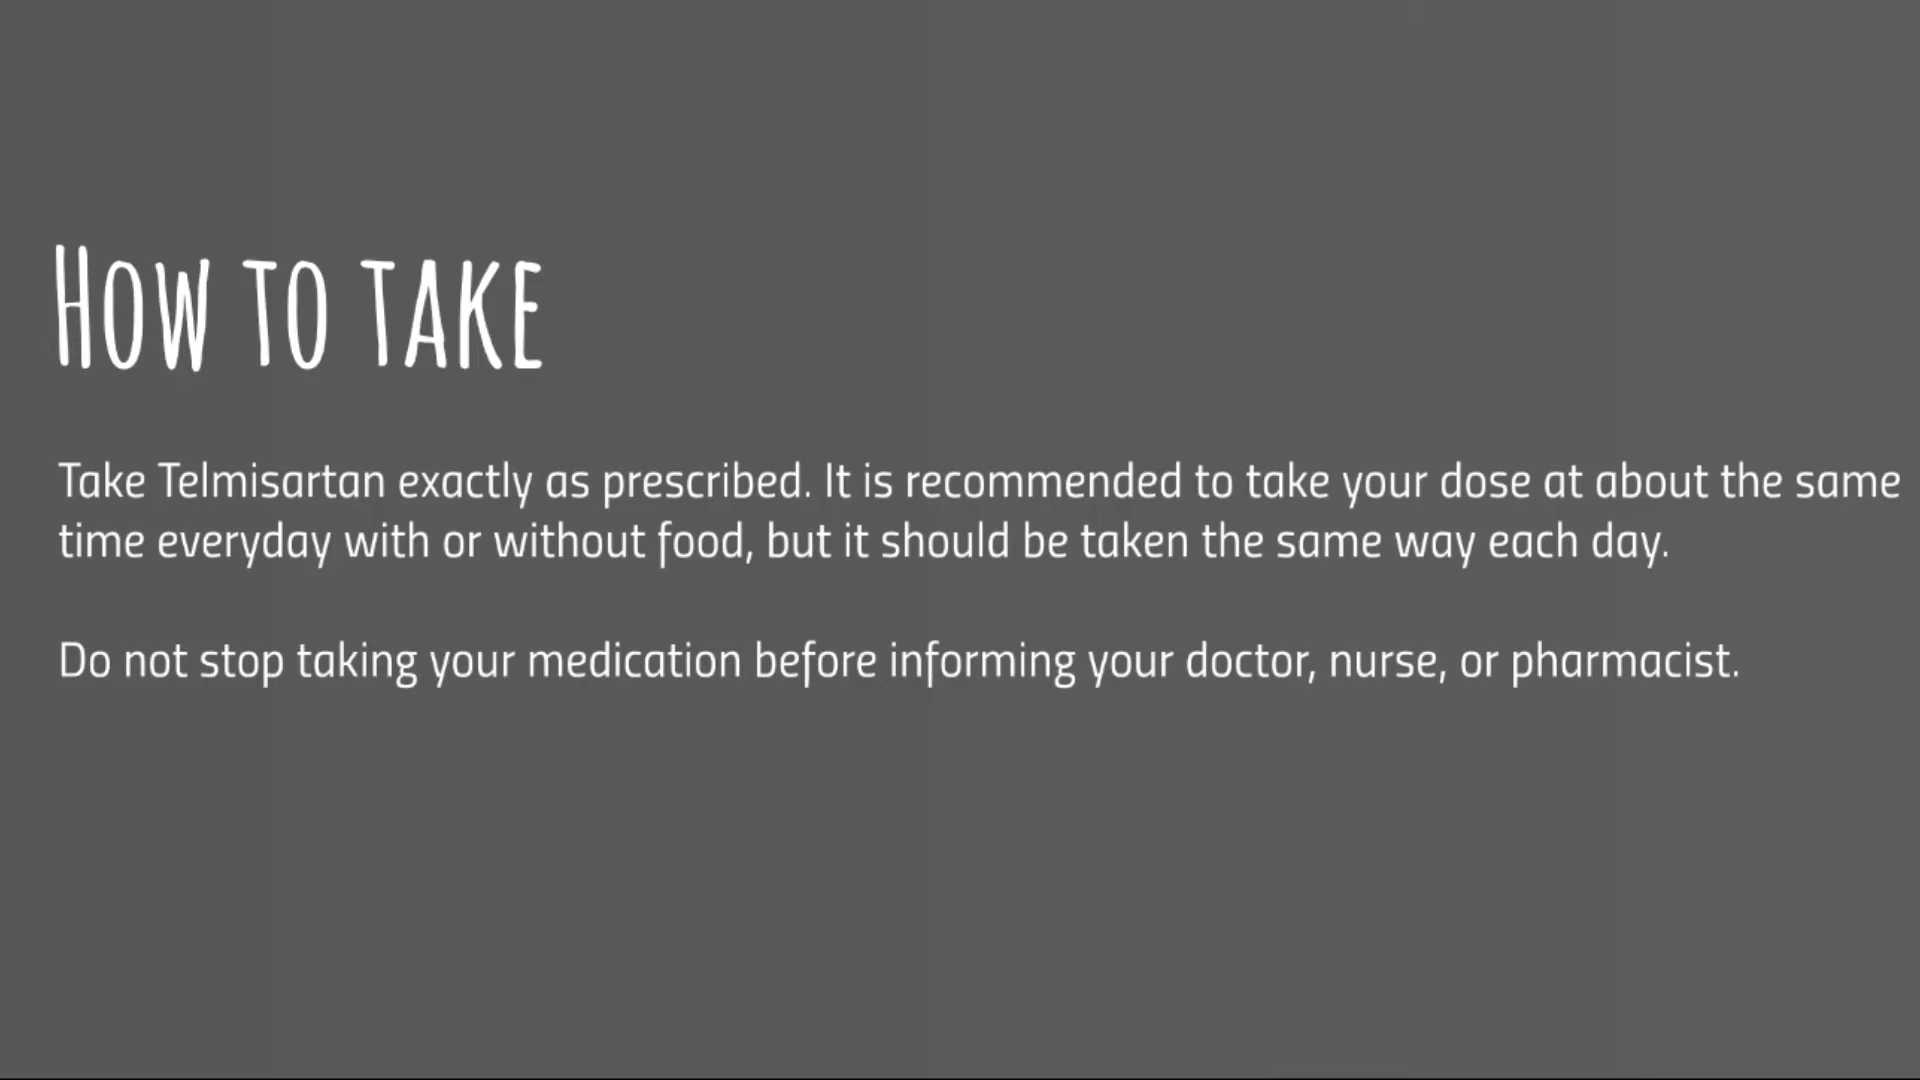 How to take
Take Telmisartan exactly as prescribed. It is recommended to take your dose at about the same
time everyday with or without food, but it should be taken the same way each day.
Do not stop taking your medication before informing your doctor, nurse, or pharmacist.